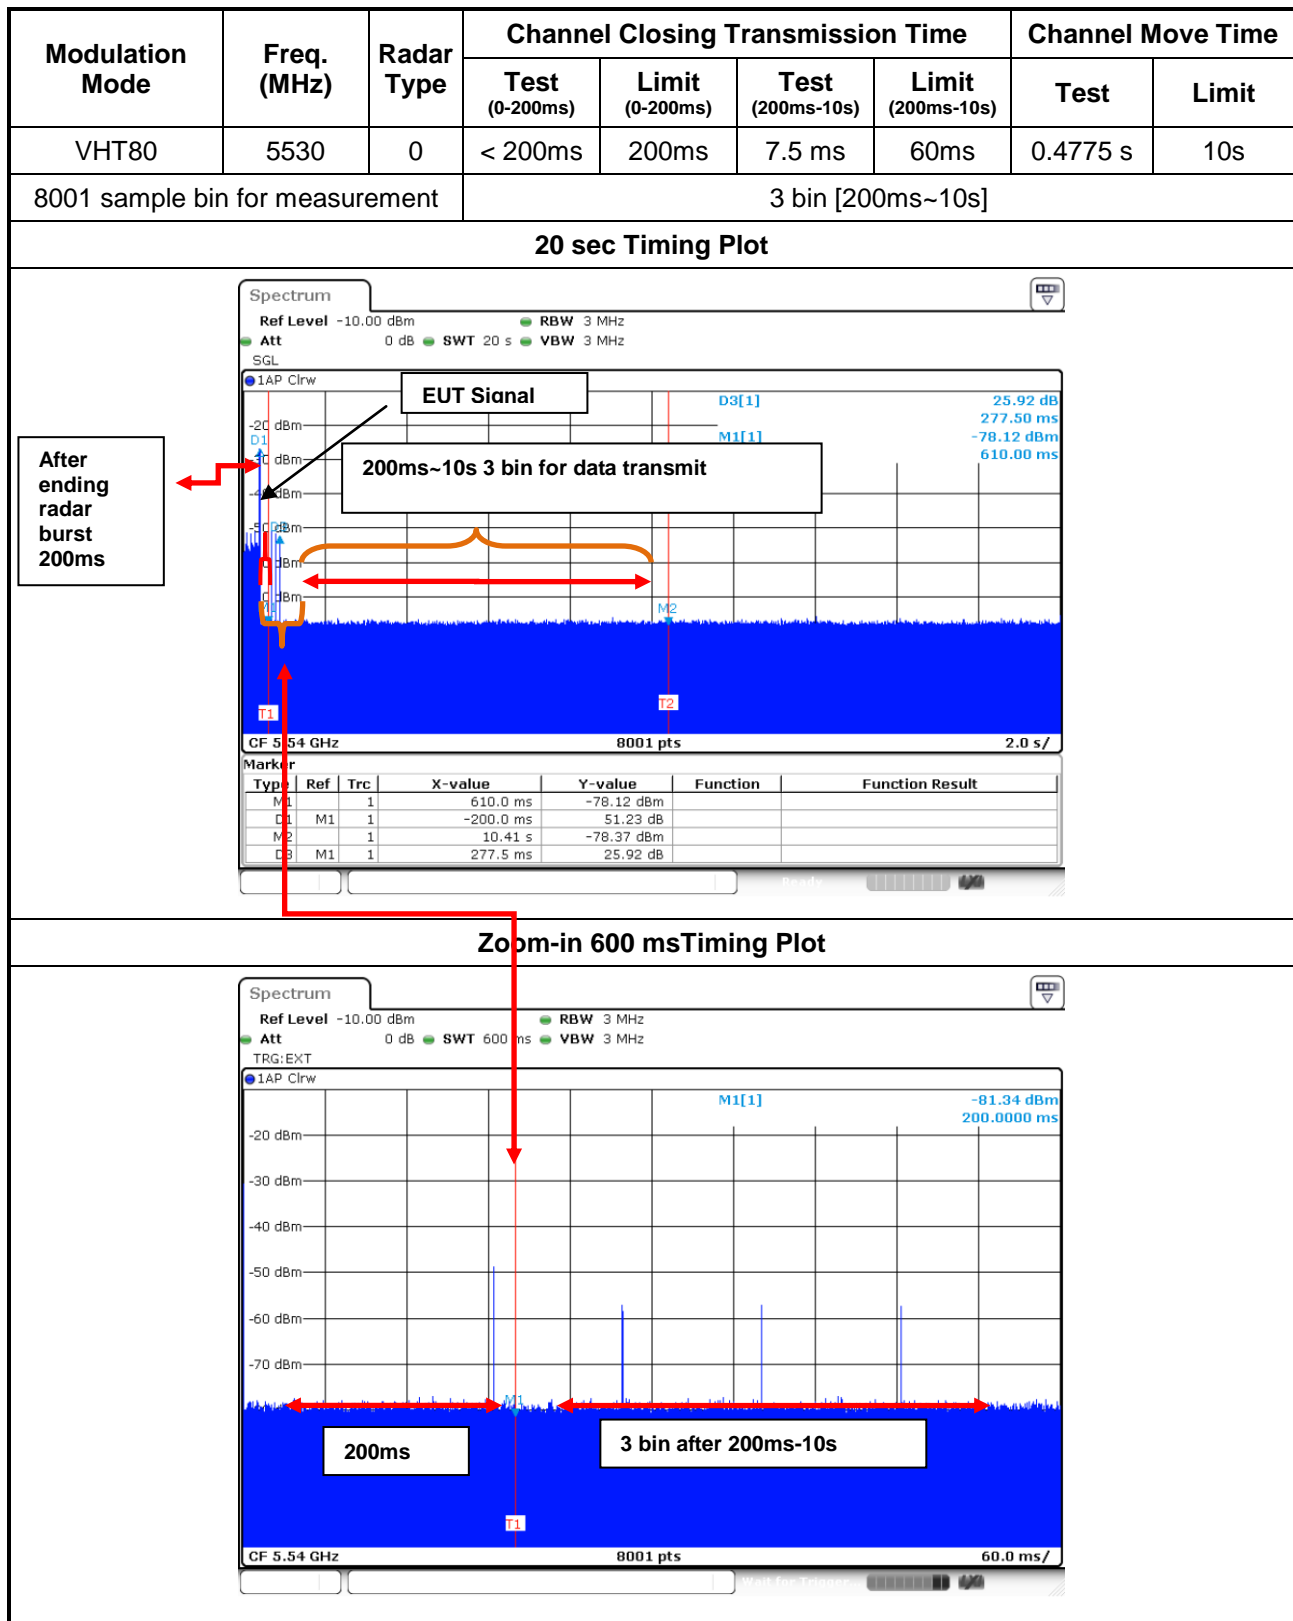 Modulation Mode | Freq. (MHz) | Radar Type | Channel Closing Transmission Time | Channel Move Time
Test (0-200ms) | Limit (0-200ms) | Test (200ms-10s) | Limit (200ms-10s) | Test | Limit
VHT80 | 5530 | 0 | < 200ms | 200ms | 7.5 ms | 60ms | 0.4775 s | 10s
8001 sample bin for measurement | 3 bin [200ms~10s]
20 sec Timing Plot
Spectrum
Ref Level -10.00 dBm RBW 3 MHz
Att 0 dB SWT 20 s VBW 3 MHz
SGL
1AP Clrw
EUT Signal
D3[1] 25.92 dB
277.50 ms
M1[1] -78.12 dBm
610.00 ms
-20 dBm
D1
-30 dBm
After
ending
radar
burst
200ms
200ms~10s 3 bin for data transmit
M2
T1
T2
CF 5.54 GHz 8001 pts 2.0 s/
Marker
Type | Ref | Trc | X-value | Y-value | Function | Function Result
M1 1 610.0 ms -78.12 dBm
D1 M1 1 -200.0 ms 51.23 dB
M2 1 10.41 s -78.37 dBm
D3 M1 1 277.5 ms 25.92 dB
Ready
Zoom-in 600 msTiming Plot
Spectrum
Ref Level -10.00 dBm RBW 3 MHz
Att 0 dB SWT 600 ms VBW 3 MHz
TRG:EXT
1AP Clrw
M1[1] -81.34 dBm
200.0000 ms
-20 dBm
-30 dBm
-40 dBm
-50 dBm
-60 dBm
-70 dBm
M1
200ms
3 bin after 200ms-10s
T1
CF 5.54 GHz 8001 pts 60.0 ms/
Wait for Trigger